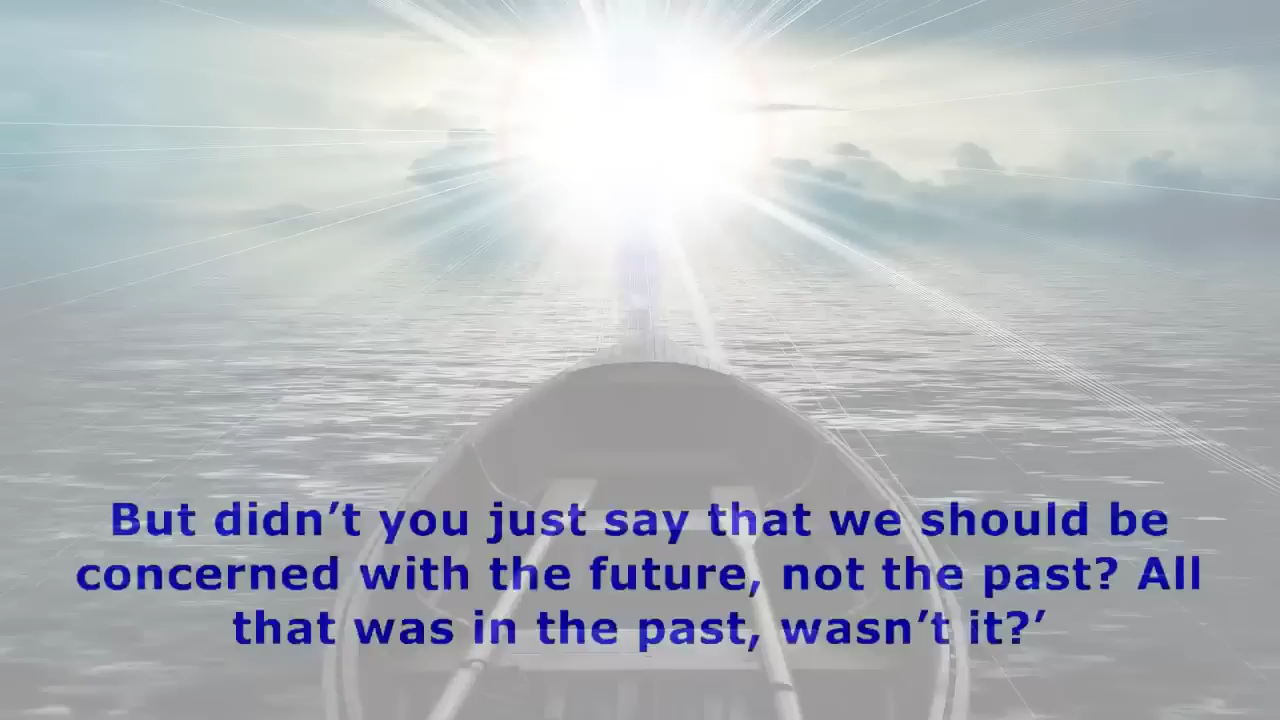 But didn’t you just say that we should be
concerned with the future, not the past? All
that was in the past, wasn’t it?’